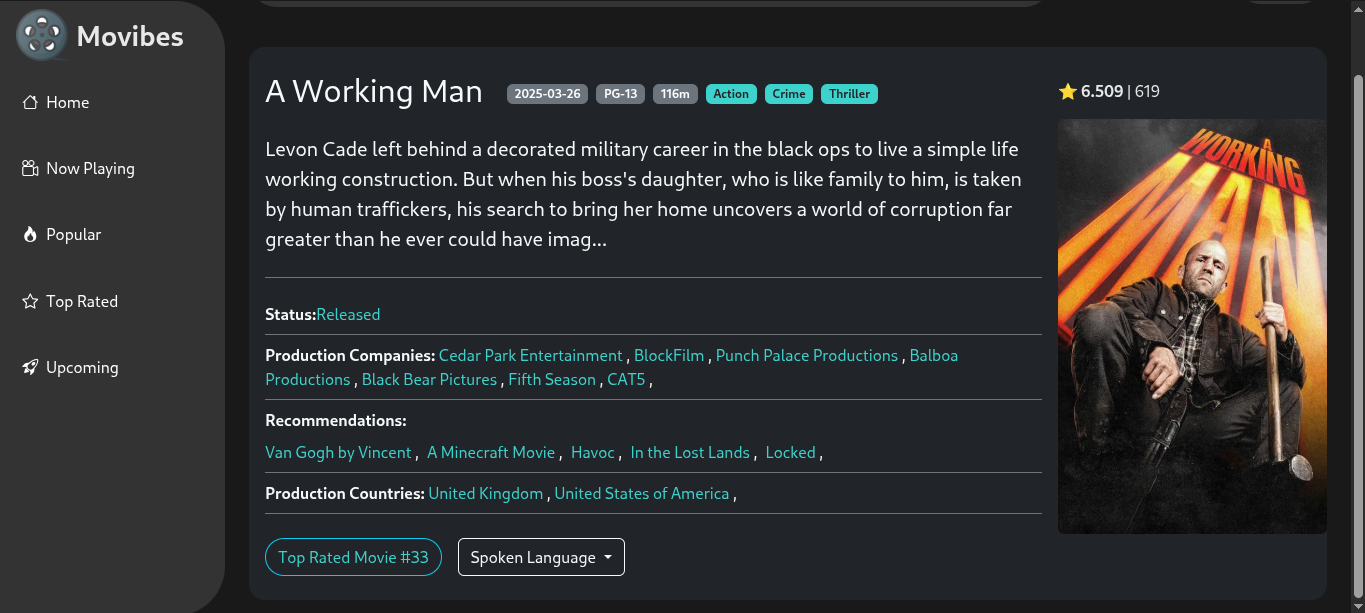 Movibes
Home
Now Playing
Popular
Top Rated
Upcoming
A Working Man 2025-03-26 PG-13 116m Action Crime Thriller
Levon Cade left behind a decorated military career in the black ops to live a simple life
working construction. But when his boss's daughter, who is like family to him, is taken
by human traffickers, his search to bring her home uncovers a world of corruption far
greater than he ever could have imag...
Status:Released
Production Companies: Cedar Park Entertainment , BlockFilm , Punch Palace Productions , Balboa
Productions , Black Bear Pictures , Fifth Season , CAT5 ,
Recommendations:
Van Gogh by Vincent , A Minecraft Movie , Havoc , In the Lost Lands , Locked ,
Production Countries: United Kingdom , United States of America ,
Top Rated Movie #33 Spoken Language
6.509 | 619
A
WORKING
MAN